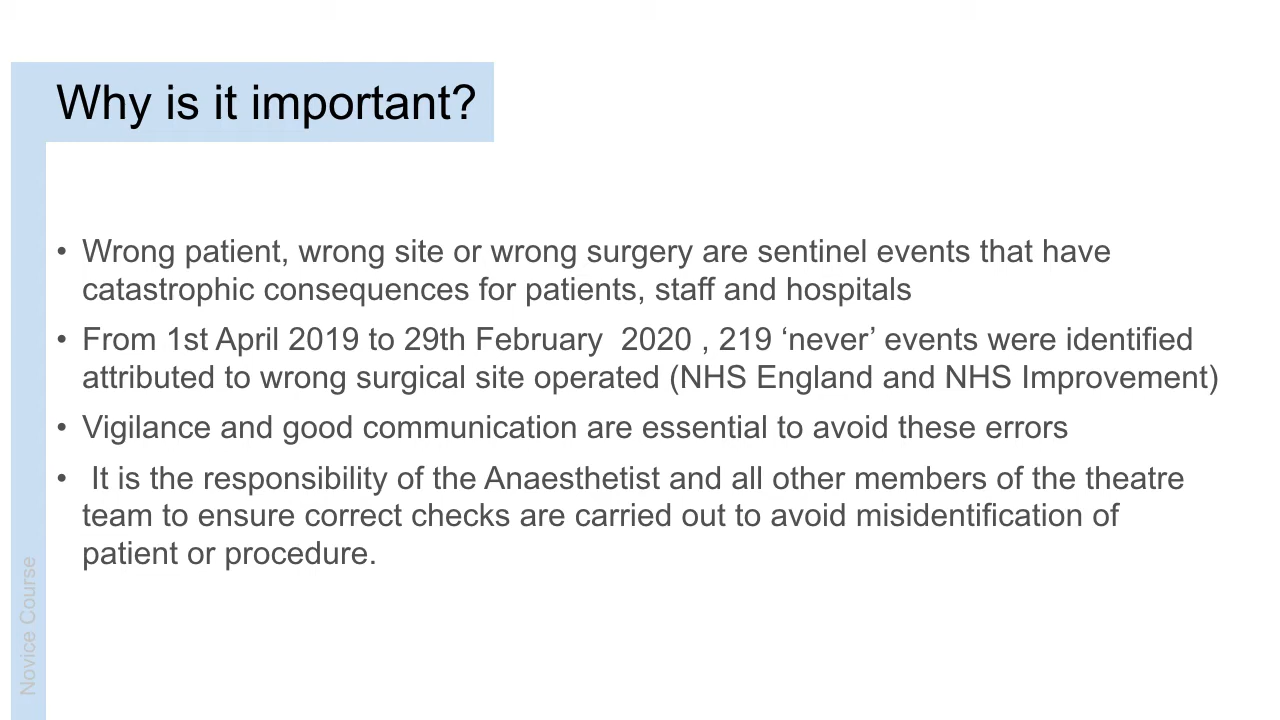 Why is it important?
• Wrong patient, wrong site or wrong surgery are sentinel events that have
catastrophic consequences for patients, staff and hospitals
• From 1st April 2019 to 29th February  2020 , 219 ‘never’ events were identified
attributed to wrong surgical site operated (NHS England and NHS Improvement)
• Vigilance and good communication are essential to avoid these errors
•  It is the responsibility of the Anaesthetist and all other members of the theatre
team to ensure correct checks are carried out to avoid misidentification of
patient or procedure.
Novice Course